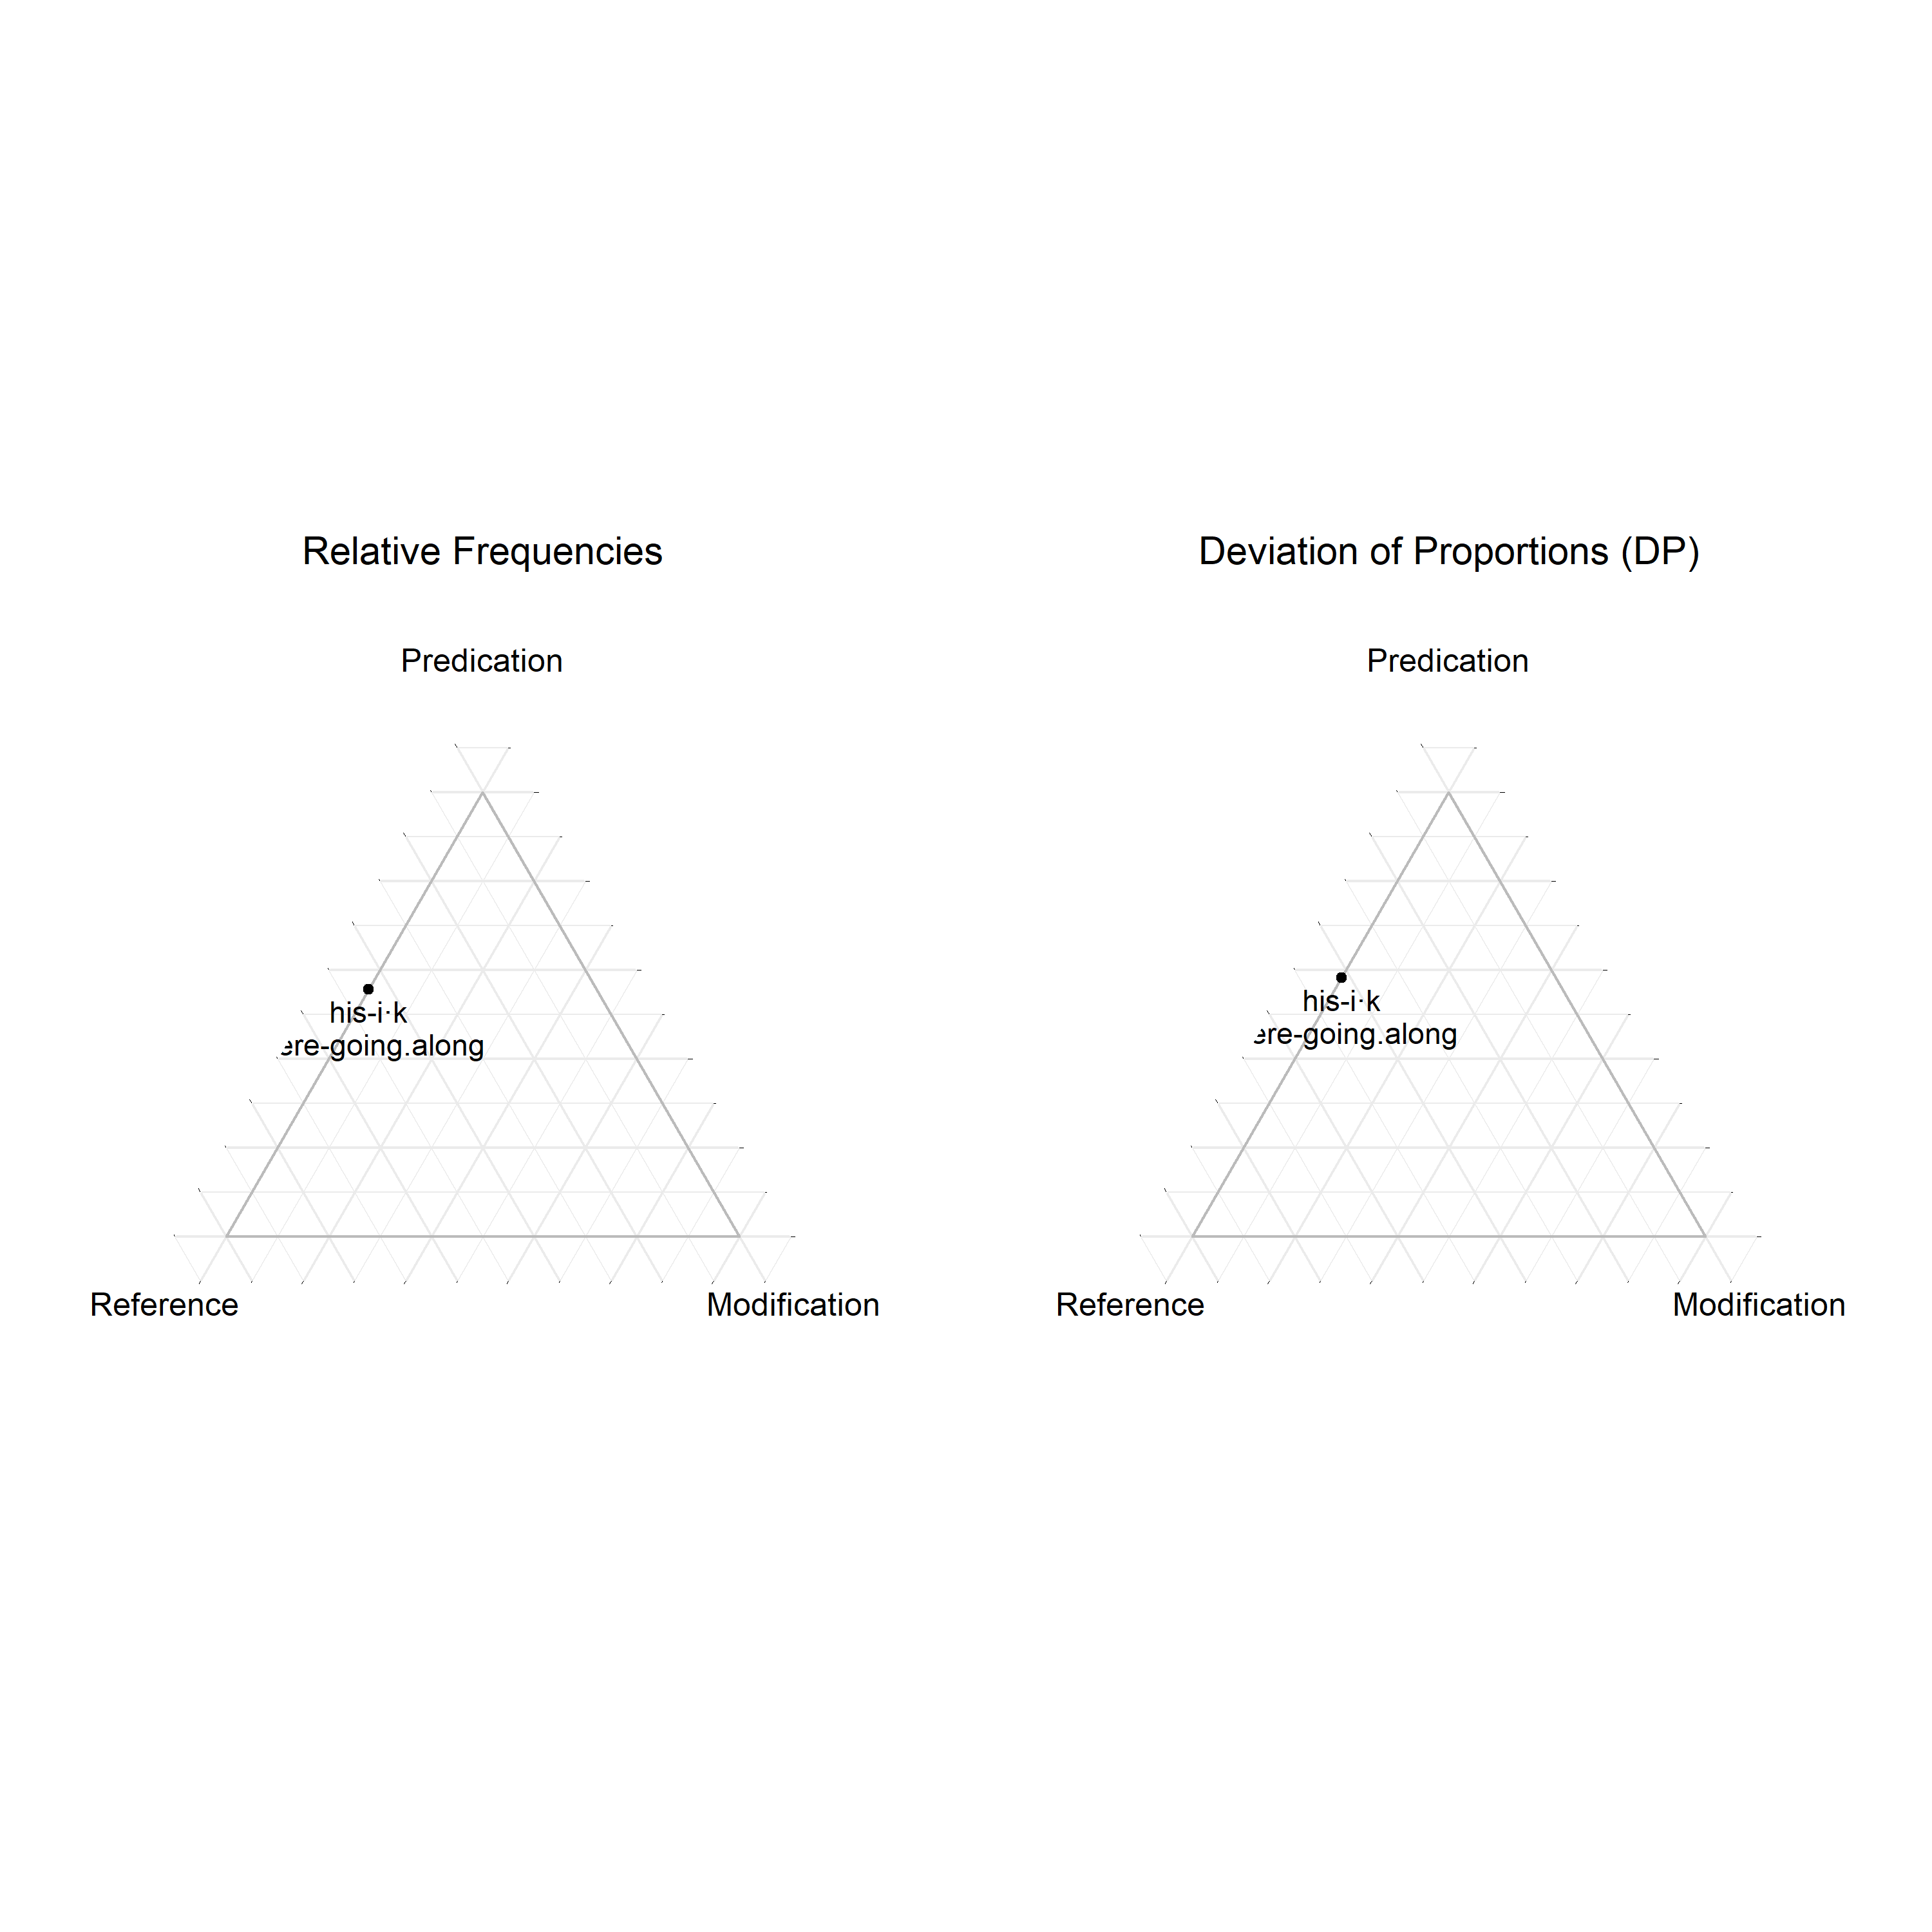 Relative Frequencies
Predication
his-i·k
ere-going.along
Reference
Modification
Deviation of Proportions (DP)
Predication
his-i·k
ere-going.along
Reference
Modification